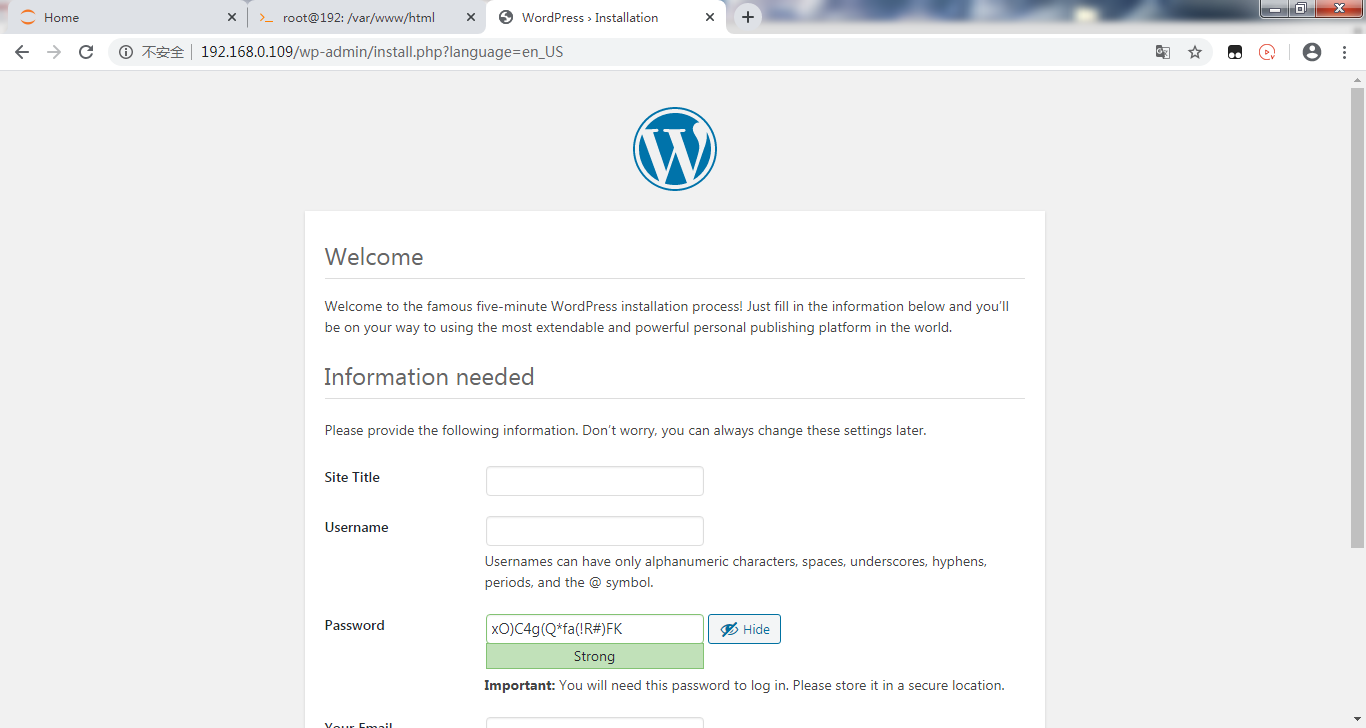 Home
root@192: /var/www/html
WordPress › Installation
不安全
192.168.0.109/wp-admin/install.php?language=en_US
Welcome
Welcome to the famous five-minute WordPress installation process! Just fill in the information below and you’ll
be on your way to using the most extendable and powerful personal publishing platform in the world.
Information needed
Please provide the following information. Don’t worry, you can always change these settings later.
Site Title
Username
Usernames can have only alphanumeric characters, spaces, underscores, hyphens,
periods, and the @ symbol.
Password
xO)C4g(Q*fa(!R#)FK
Hide
Strong
Important: You will need this password to log in. Please store it in a secure location.
Your Email